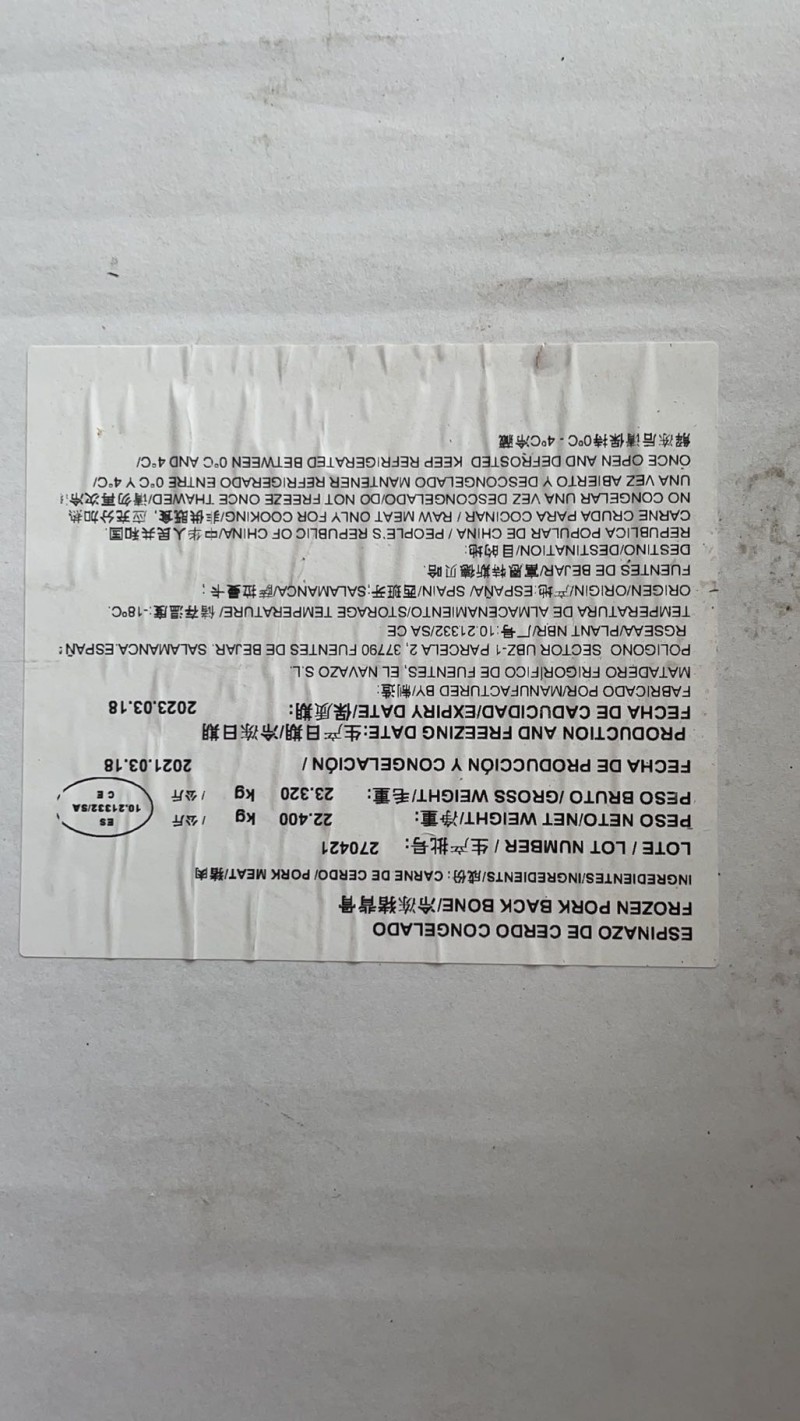 ESPINAZO DE CERDO CONGELADO
FROZEN PORK BACK BONE/冷冻猪背骨
INGREDIENTES/INGREDIENTS/成份: CARNE DE CERDO/ PORK MEAT/猪肉
LOTE / LOT NUMBER / 生产批号: 270421
PESO NETO/NET WEIGHT/净重: 22.400 kg / 公斤
PESO BRUTO /GROSS WEIGHT/毛重: 23.320 kg / 公斤
ES
10.21332/SA
C E
FECHA DE PRODUCCIÓN Y CONGELACIÓN / 2021.03.18
PRODUCTION AND FREEZING DATE:生产日期/冷冻日期
FECHA DE CADUCIDAD/EXPIRY DATE/保质期: 2023.03.18
FABRICADO POR/MANUFACTURED BY/制造:
MATADERO FRIGORIFICO DE FUENTES, EL NAVAZO S.L.
POLIGONO SECTOR UBZ-1 PARCELA 2, 37790 FUENTES DE BEJAR. SALAMANCA.ESPAÑ
RGSEAA/PLANT NBR/厂号:10.21332/SA CE
TEMPERATURA DE ALMACENAMIENTO/STORAGE TEMPERATURE/ 储存温度:-18ºC.
ORIGEN/ORIGIN/产地:ESPAÑA/ SPAIN/西班牙;SALAMANCA/萨拉曼卡;
FUENTES DE BEJAR/富恩特斯德贝哈.
DESTINO/DESTINATION/目的地:
REPUBLICA POPULAR DE CHINA / PEOPLE'S REPUBLIC OF CHINA/中华人民共和国.
CARNE CRUDA PARA COCINAR / RAW MEAT ONLY FOR COOKING/非供既食, 应充分加热
NO CONGELAR UNA VEZ DESCONGELADO/DO NOT FREEZE ONCE THAWED/请勿再次冷
UNA VEZ ABIERTO Y DESCONGELADO MANTENER REFRIGERADO ENTRE 0ºC Y 4ºC/
ONCE OPEN AND DEFROSTED KEEP REFRIGERATED BETWEEN 0ºC AND 4ºC/
解冻后请保持0ºC - 4ºC冷藏